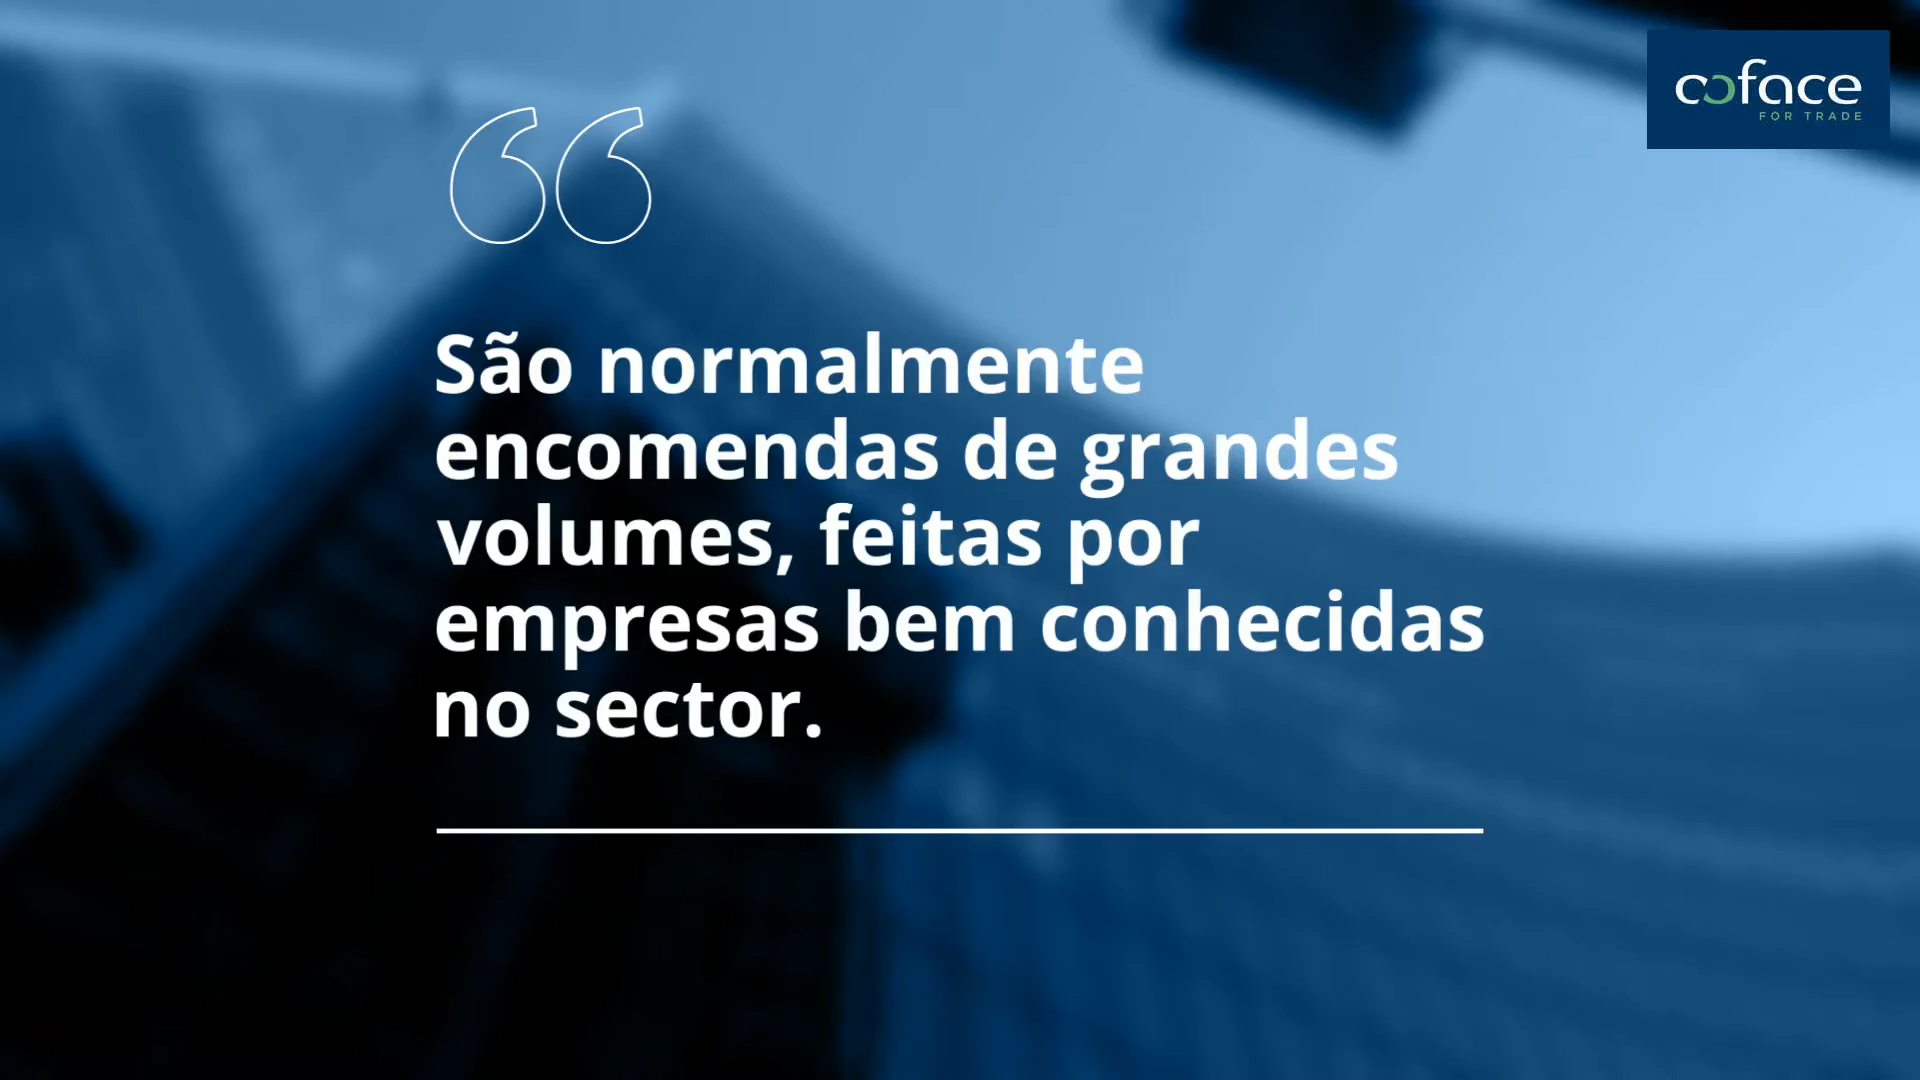 coface
FOR TRADE
“
São normalmente
encomendas de grandes
volumes, feitas por
empresas bem conhecidas
no sector.